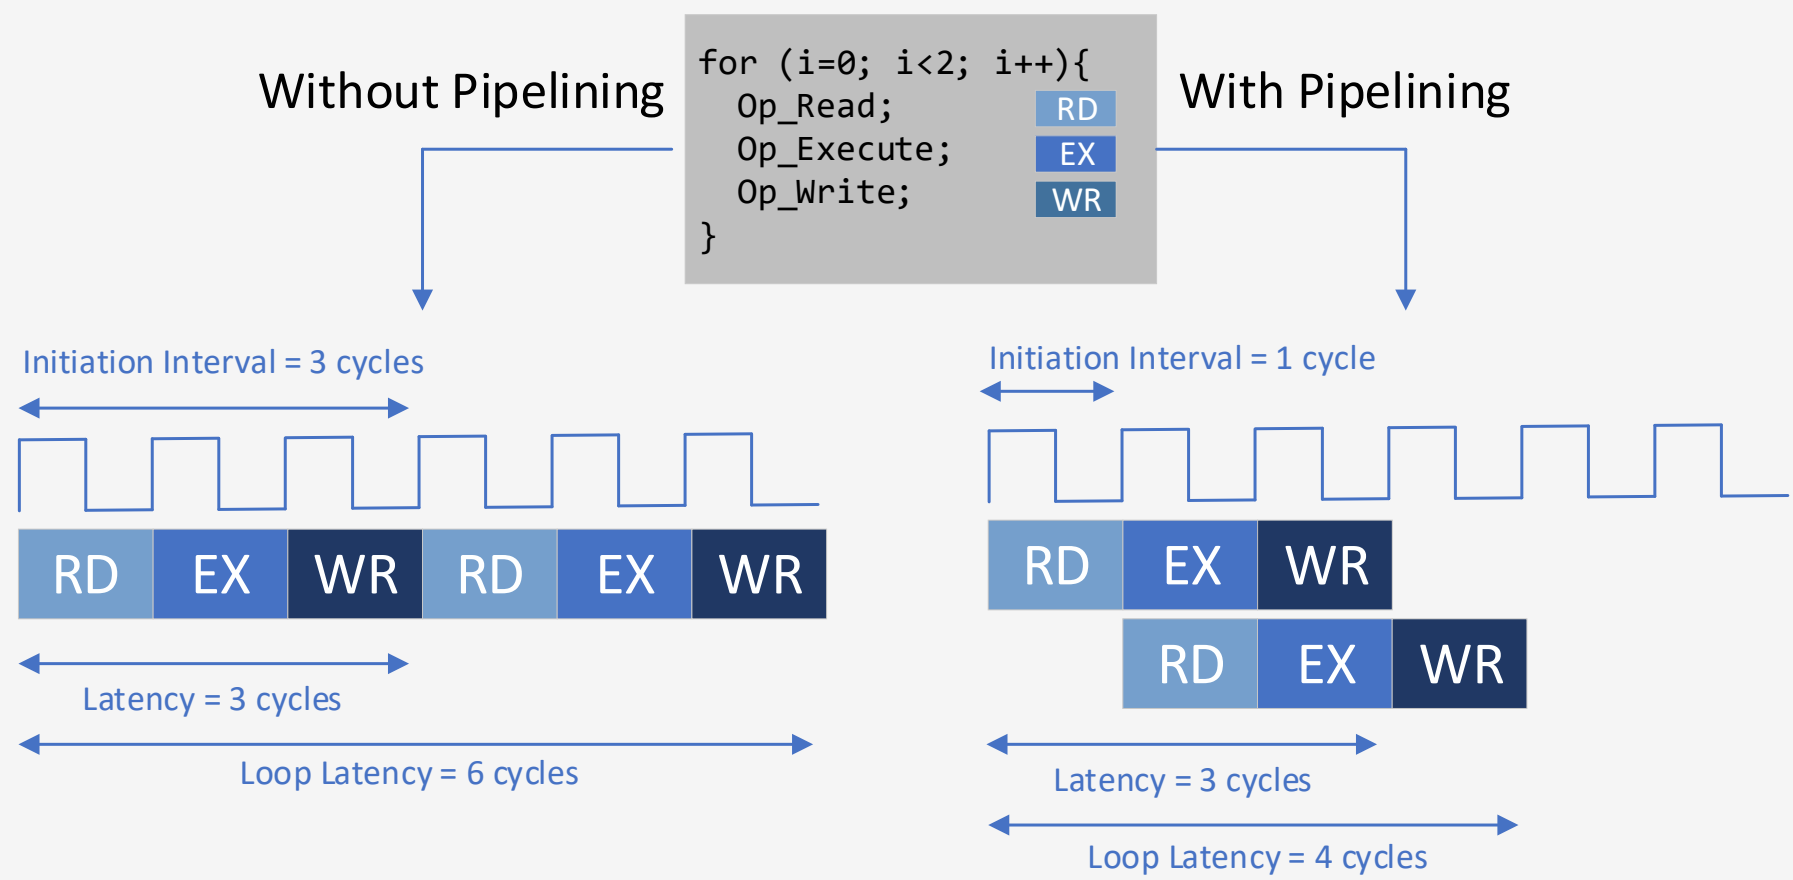 Without Pipelining
for (i=0; i<2; i++){
Op_Read;
RD
Op_Execute;
EX
Op_Write;
WR
}
With Pipelining
Initiation Interval = 3 cycles
RD EX WR RD EX WR
Latency = 3 cycles
Loop Latency = 6 cycles
Initiation Interval = 1 cycle
RD EX WR
RD EX WR
Latency = 3 cycles
Loop Latency = 4 cycles